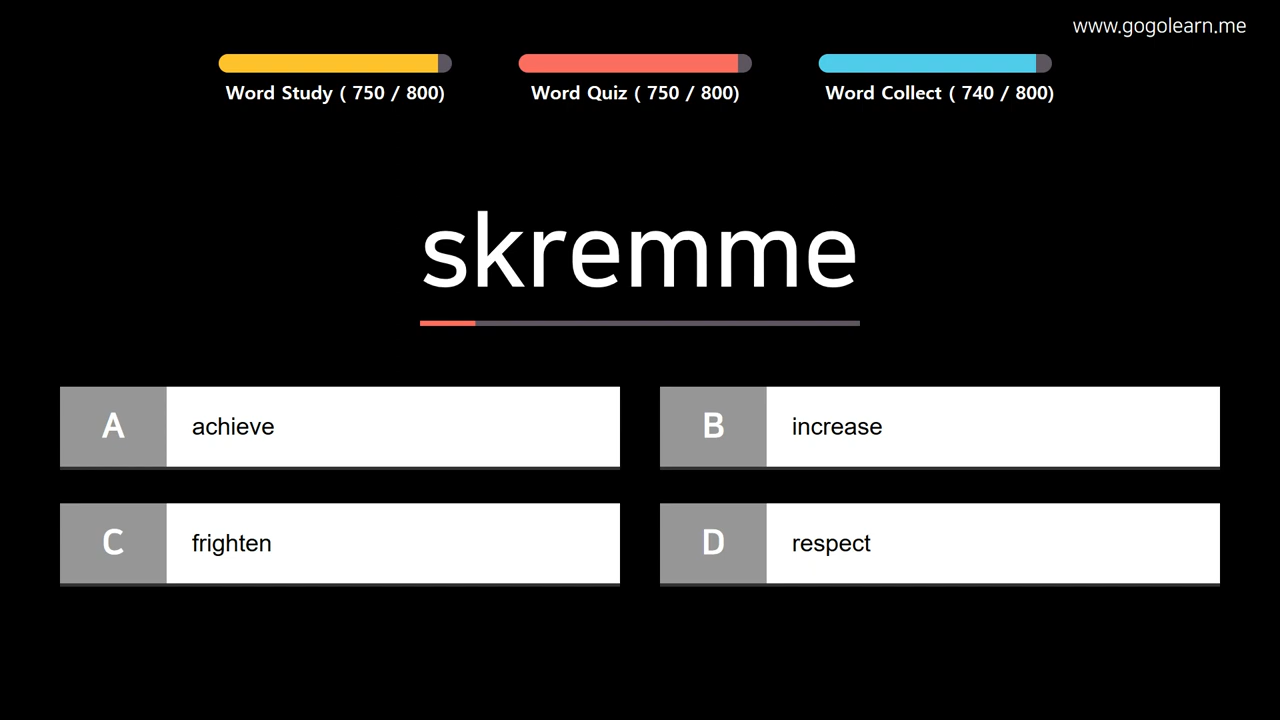 www.gogolearn.me
Word Study ( 750 / 800)
Word Quiz ( 750 / 800)
Word Collect ( 740 / 800)
skremme
A achieve
B increase
C frighten
D respect